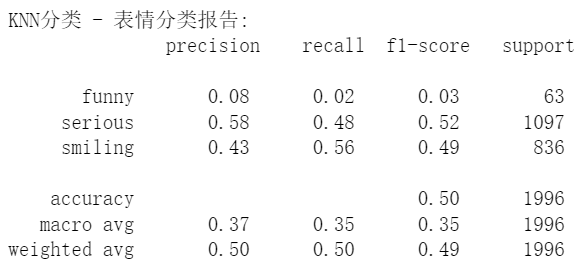 KNN分类 - 表情分类报告:
precision recall f1-score support
funny 0.08 0.02 0.03 63
serious 0.58 0.48 0.52 1097
smiling 0.43 0.56 0.49 836
accuracy 0.50 1996
macro avg 0.37 0.35 0.35 1996
weighted avg 0.50 0.50 0.49 1996